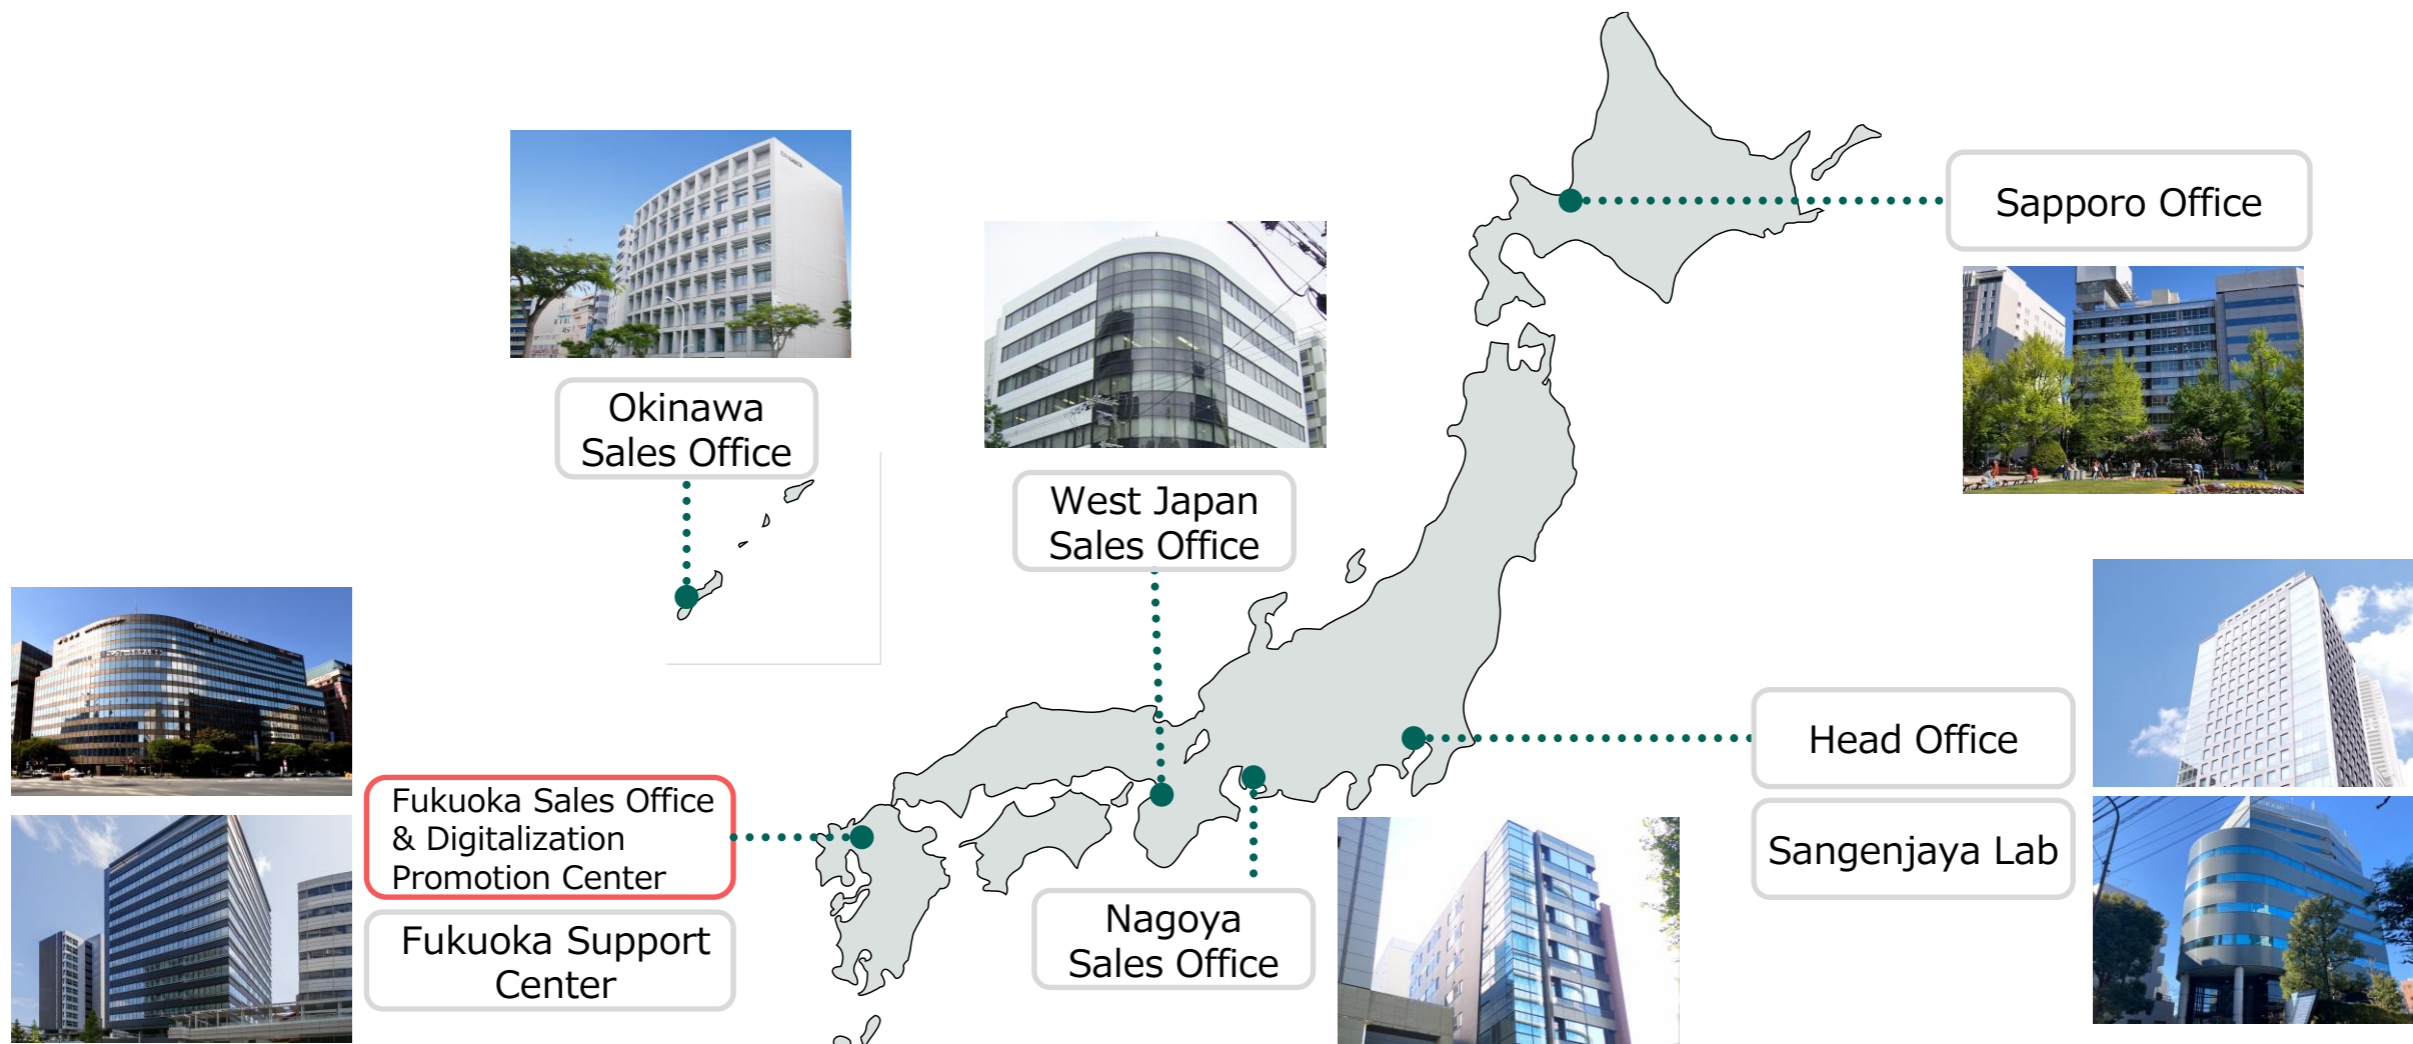 Sapporo Office
Okinawa
Sales Office
West Japan
Sales Office
Head Office
Sangenjaya Lab
Fukuoka Sales Office
& Digitalization
Promotion Center
Fukuoka Support
Center
Nagoya
Sales Office